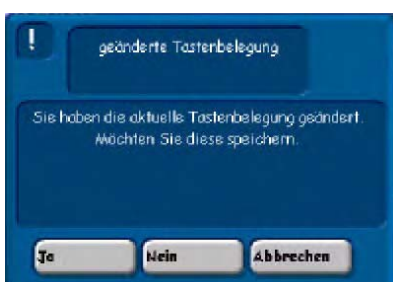 !
geänderte Tastenbelegung
Sie haben die aktuelle Tastenbelegung geändert.
Möchten Sie diese speichern.
Ja
Nein
Abbrechen